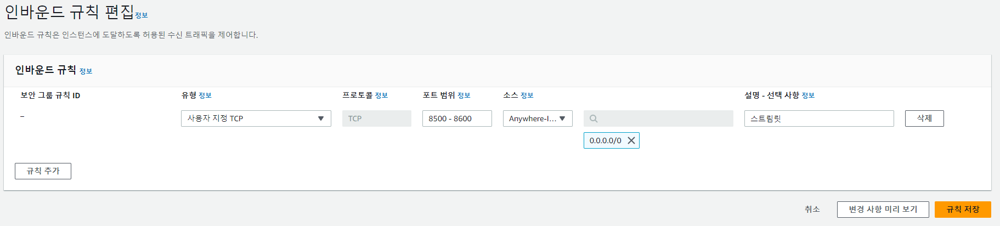 인바운드 규칙 편집 정보
인바운드 규칙은 인스턴스에 도달하도록 허용된 수신 트래픽을 제어합니다.
인바운드 규칙 정보
보안 그룹 규칙 ID 유형 정보 프로토콜 정보 포트 범위 정보 소스 정보 설명 - 선택 사항 정보
– 사용자 지정 TCP TCP 8500 - 8600 Anywhere-I... 스트림릿 삭제
0.0.0.0/0
규칙 추가
취소 변경 사항 미리 보기 규칙 저장